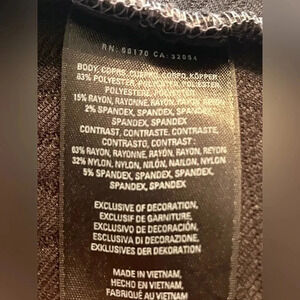 RN: 66170 CA: 32054
BODY, CORPS, CUERPO, CORPO, KÖRPER
83% POLYESTER, POLYESTER, POLIÉSTER
POLYESTERE, POLYESTER
15% RAYON, RAYONNE, RAYÓN, RAYON, RAYON
2% SPANDEX, SPANDEX, SPANDEX
SPANDEX, SPANDEX
CONTRAST, CONTRASTE, CONTRASTE,
CONTRASTO, CONTRAST:
63% RAYON, RAYONNE, RAYÓN, RAYON, RAYON
32% NYLON, NYLON, NILÓN, NAILON, NYLON
5% SPANDEX, SPANDEX, SPANDEX
SPANDEX, SPANDEX
EXCLUSIVE OF DECORATION,
EXCLUSIF DE GARNITURE,
EXCLUSIVO DE DECORACIÓN,
ESCLUSIVA DI DECORAZIONE,
EXKLUSIVES DER DEKORATION
MADE IN VIETNAM,
HECHO EN VIETNAM,
FABRIQUÉ AU VIETNAM